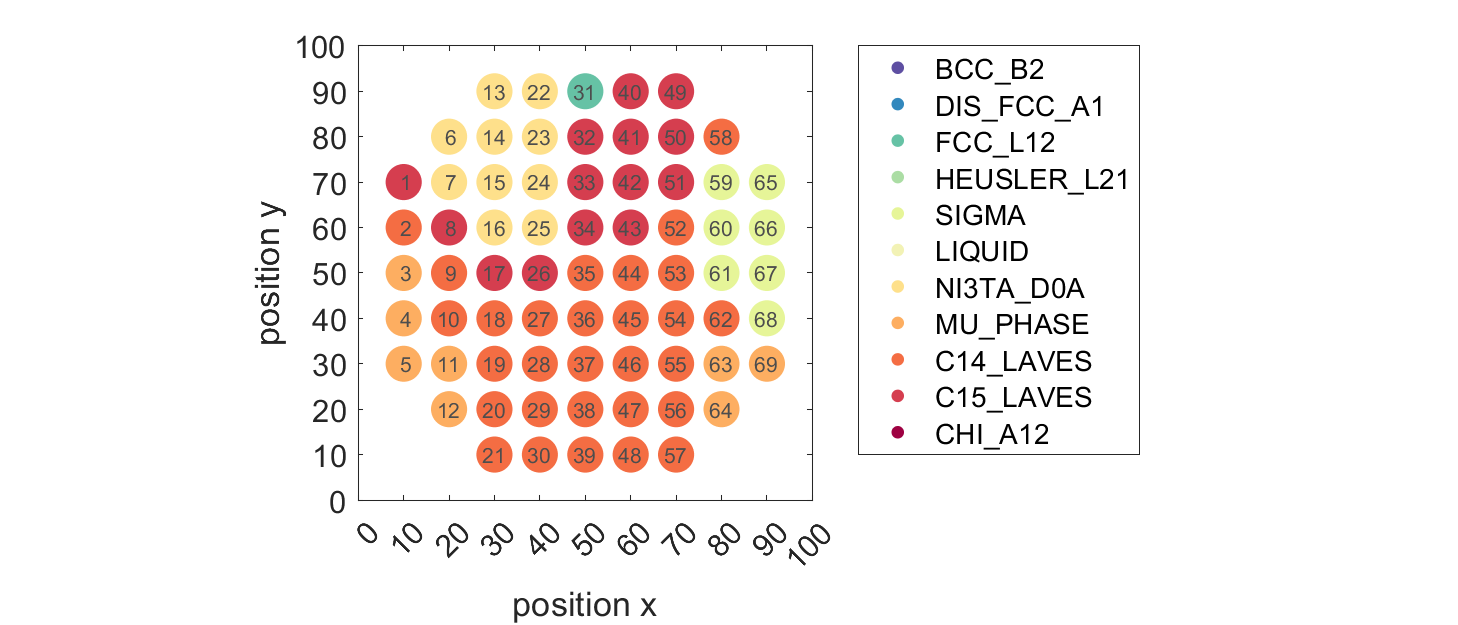 100
90
80
70
60
50
40
30
20
10
0
13 22 31 40 49
6 14 23 32 41 50 58
1 7 15 24 33 42 51 59 65
2 8 16 25 34 43 52 60 66
3 9 17 26 35 44 53 61 67
4 10 18 27 36 45 54 62 68
5 11 19 28 37 46 55 63 69
12 20 29 38 47 56 64
21 30 39 48 57
0 10 20 30 40 50 60 70 80 90 100
position x
position y
BCC_B2
DIS_FCC_A1
FCC_L12
HEUSLER_L21
SIGMA
LIQUID
NI3TA_D0A
MU_PHASE
C14_LAVES
C15_LAVES
CHI_A12